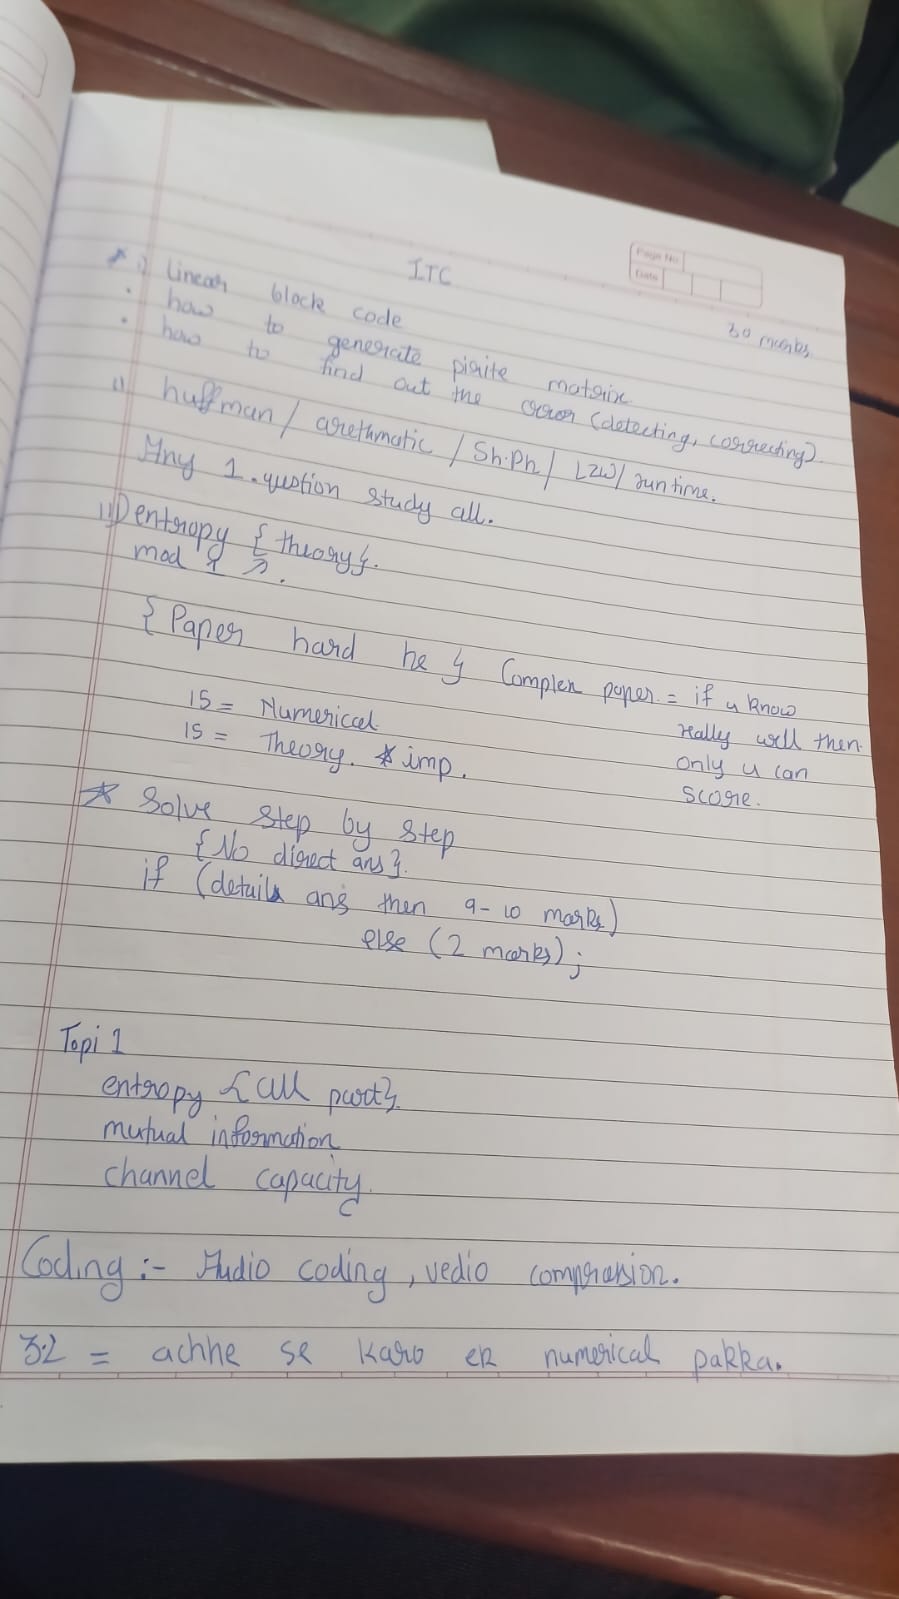 ITC
Page No
Date
30 marks
* i) Linear block code
· how to generate pirite matrix
· how to find out the error (detecting, correcting)
ii) huffman / arethmatic / Sh.Ph / LZW / run time.
Any 1 . qustion study all.
iii) entropy { theory }.
mod
{ Paper hard he } Complex paper = if u know
really well then
only u can
score.
15 = Numerical
15 = Theory. * imp.
* Solve step by step
{ No direct ans }.
if (details ans then 9-10 marks)
else (2 marks);
Topi 1
entropy { all part }.
mutual information
channel capacity.
C
Coding :- Audio coding, vedio compression.
3.2 = achhe se karo ek numerical pakka.